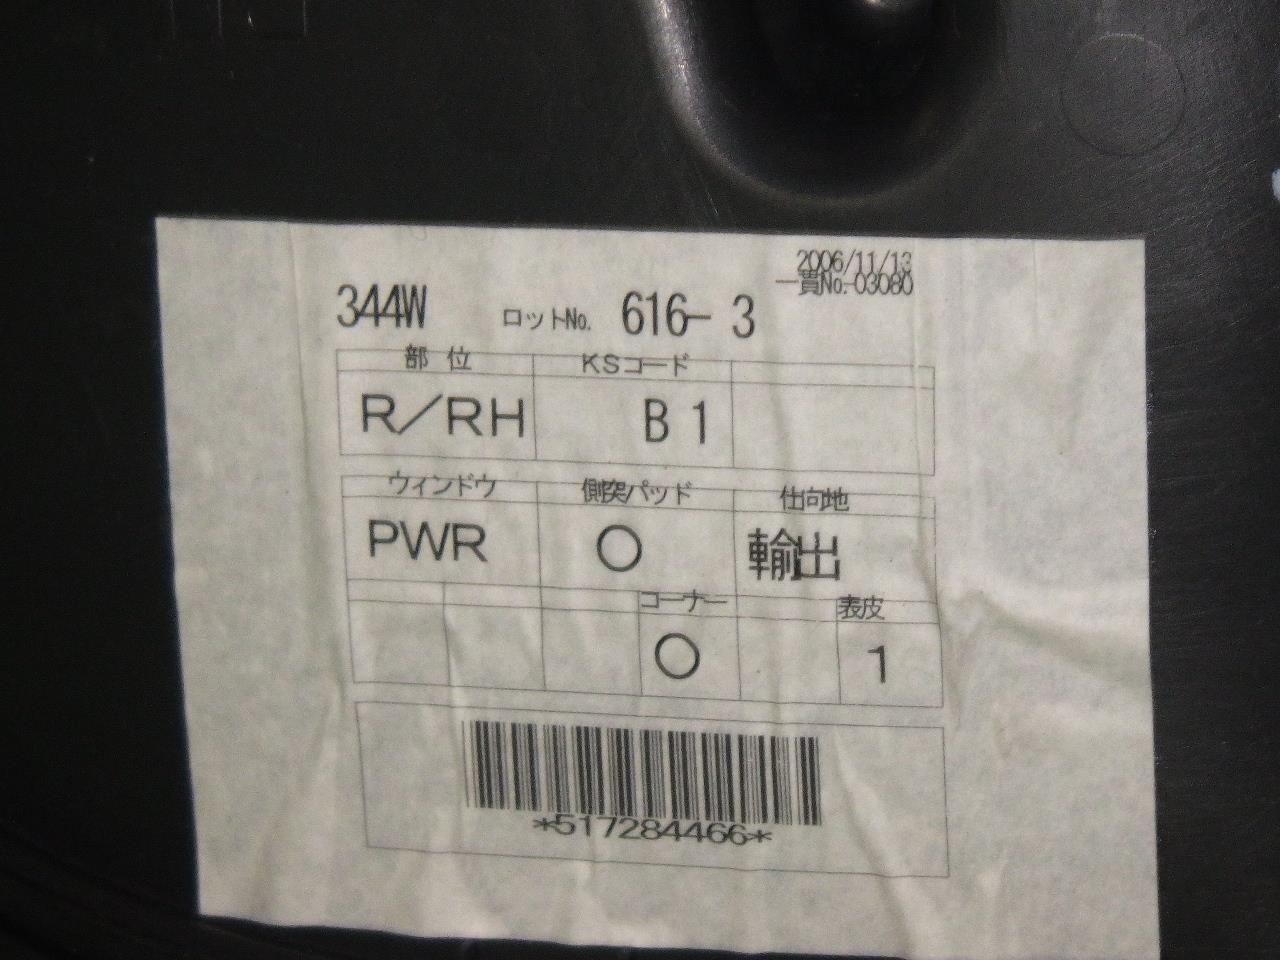 2006/11/13
一貫No.-03080
344W ロットNo. 616-3
部位 KSコード
R/RH B1
ウィンドウ 側突パッド 仕向地
PWR ○ 輸出
コーナー 表皮
○ 1
*517284466*